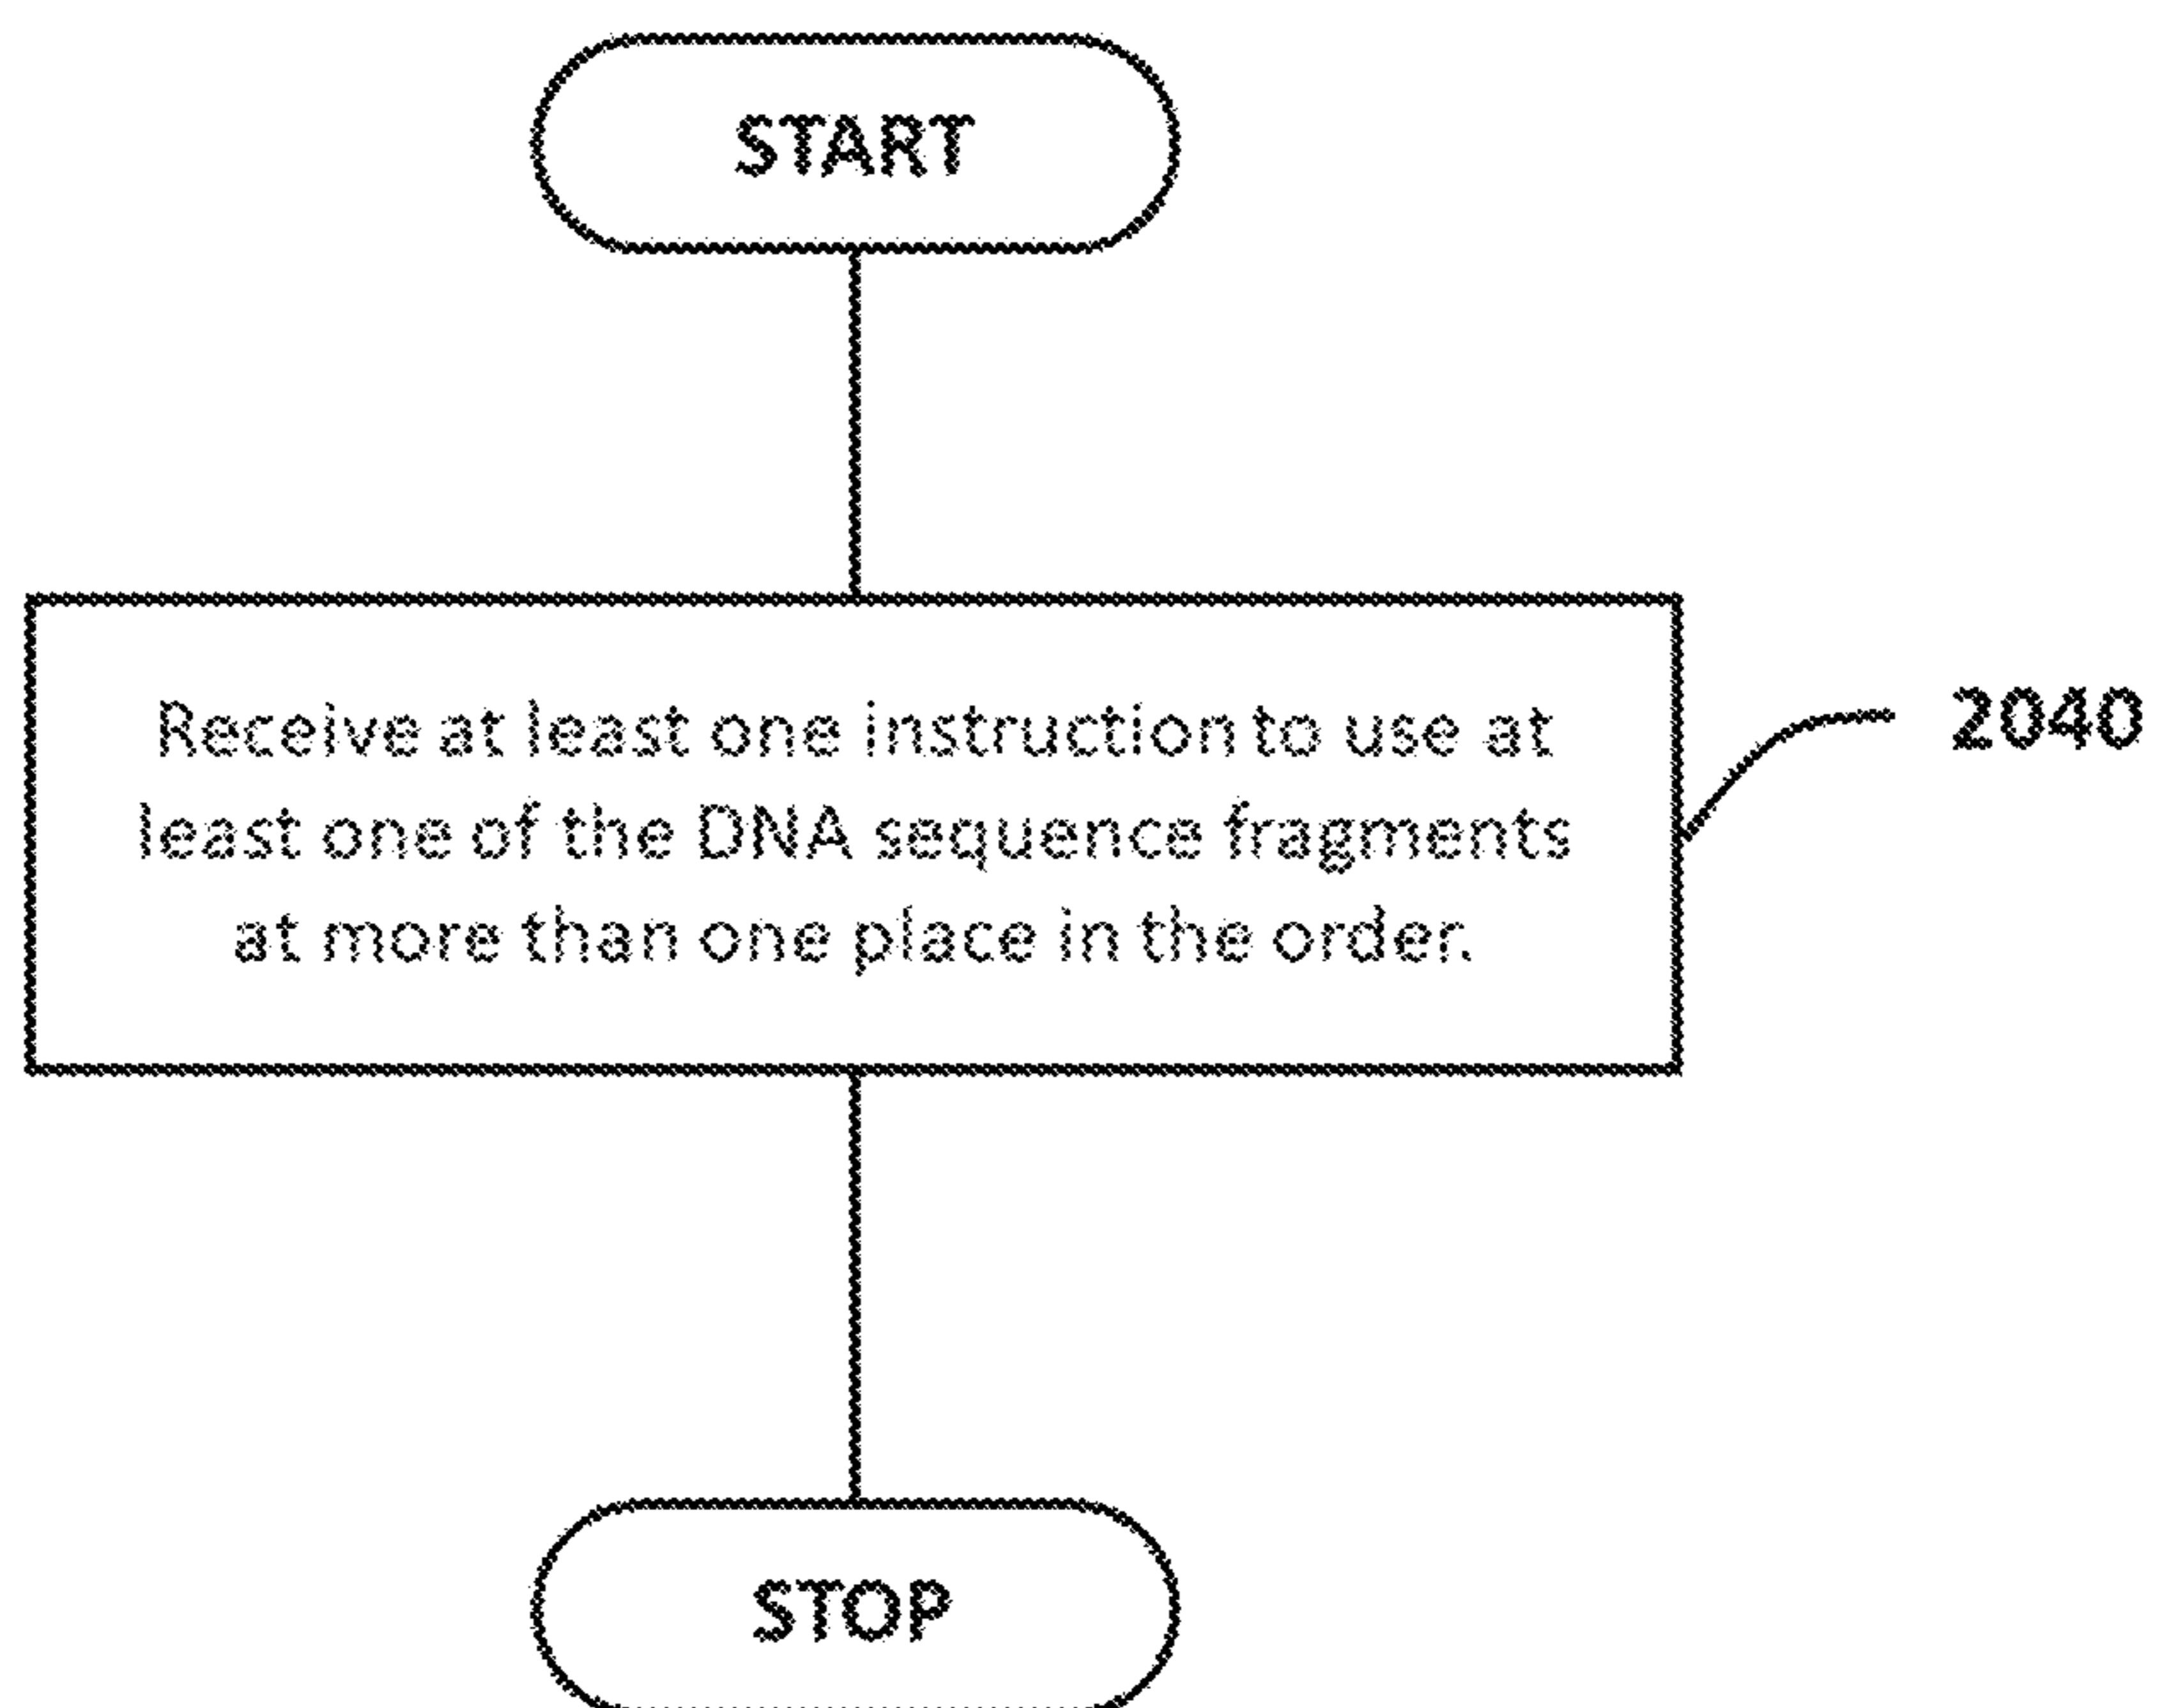 START
Receive at least one instruction to use at
least one of the DNA sequence fragments
at more than one place in the order.
2040
STOP